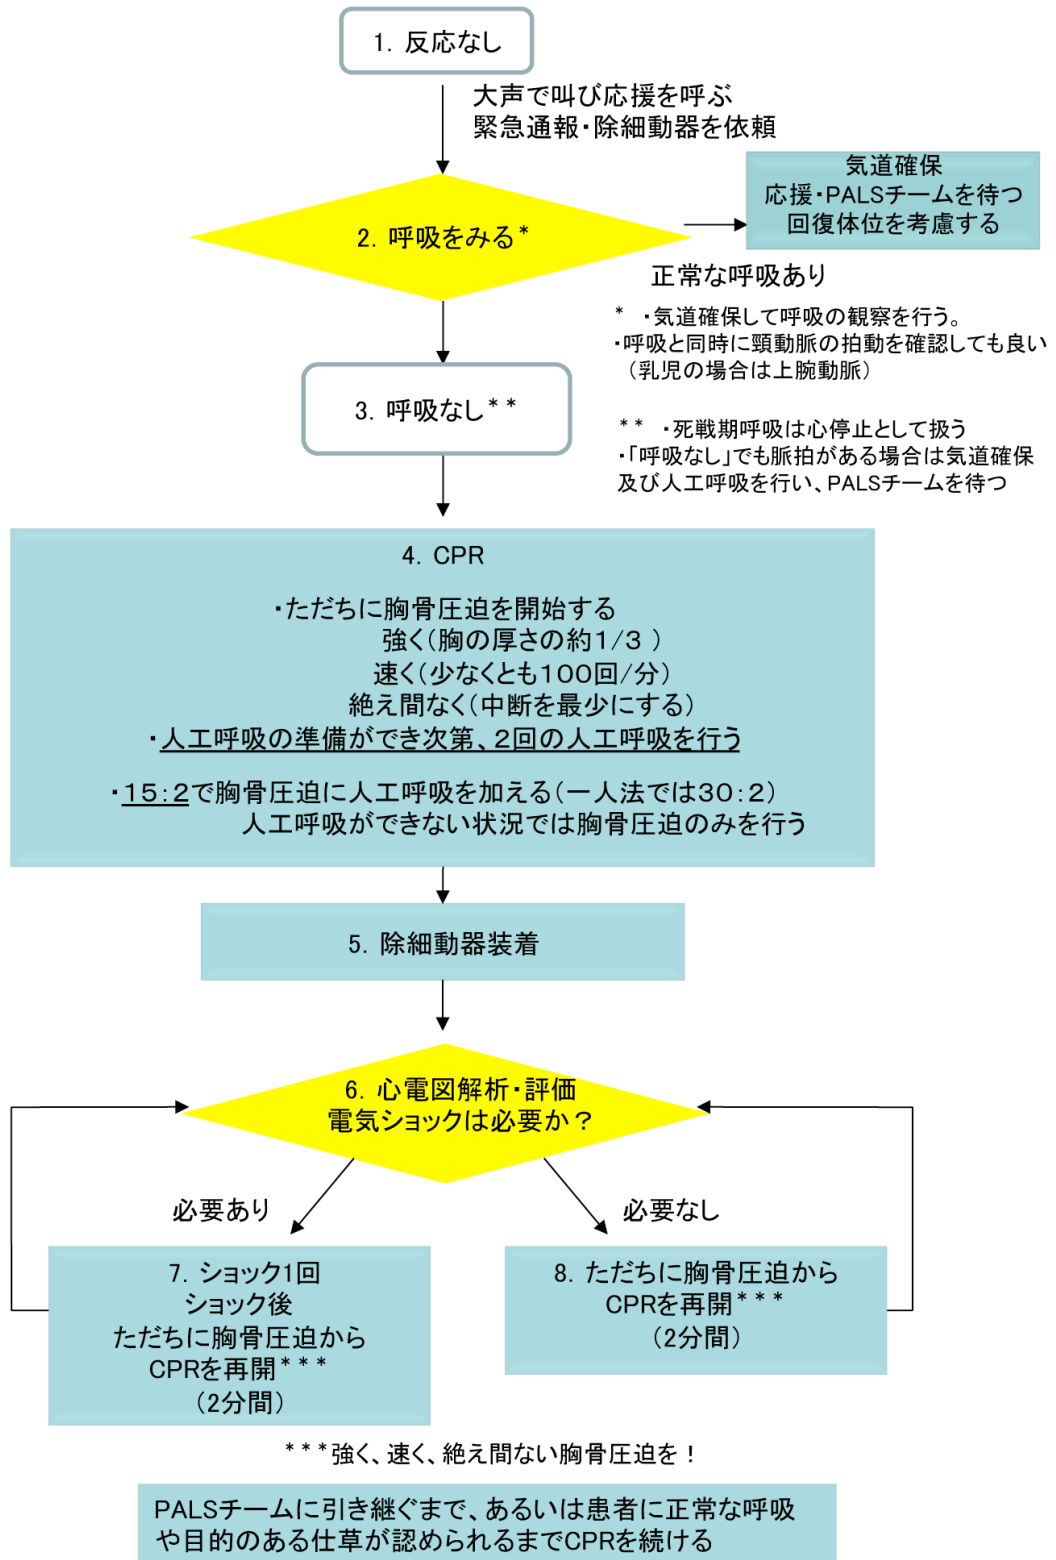 1. 反応なし
大声で叫び応援を呼ぶ
緊急通報・除細動器を依頼
気道確保
応援・PALSチームを待つ
回復体位を考慮する
2. 呼吸をみる*
正常な呼吸あり
* ・気道確保して呼吸の観察を行う。
・呼吸と同時に頸動脈の拍動を確認しても良い
（乳児の場合は上腕動脈）
3. 呼吸なし**
** ・死戦期呼吸は心停止として扱う
・「呼吸なし」でも脈拍がある場合は気道確保
及び人工呼吸を行い、PALSチームを待つ
4. CPR
・ただちに胸骨圧迫を開始する
強く（胸の厚さの約1/3 ）
速く（少なくとも100回/分）
絶え間なく（中断を最少にする）
・人工呼吸の準備ができ次第、2回の人工呼吸を行う
・15：2で胸骨圧迫に人工呼吸を加える（一人法では30：2）
人工呼吸ができない状況では胸骨圧迫のみを行う
5. 除細動器装着
6. 心電図解析・評価
電気ショックは必要か？
必要あり
必要なし
7. ショック1回
ショック後
ただちに胸骨圧迫から
CPRを再開***
（2分間）
8. ただちに胸骨圧迫から
CPRを再開***
（2分間）
***強く、速く、絶え間ない胸骨圧迫を！
PALSチームに引き継ぐまで、あるいは患者に正常な呼吸
や目的のある仕草が認められるまでCPRを続ける